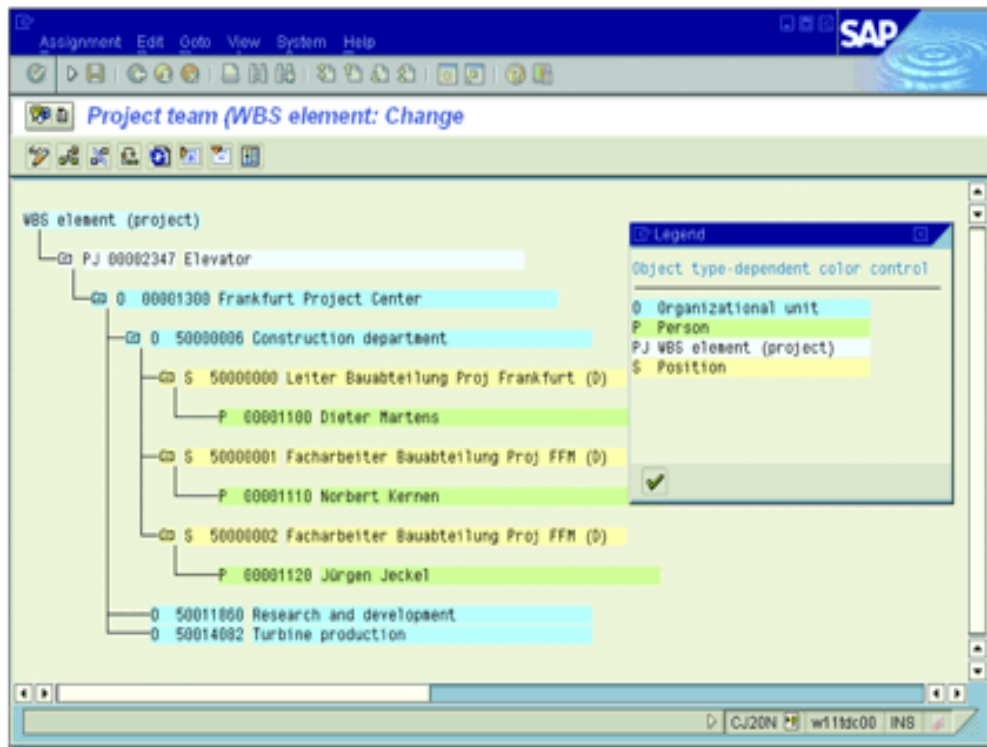 Assignment Edit Goto View System Help
SAP
Project team (WBS element: Change
WBS element (project)
PJ 00002347 Elevator
O 00001300 Frankfurt Project Center
O 50000006 Construction department
S 50000000 Leiter Bauabteilung Proj Frankfurt (D)
P 00001100 Dieter Martens
S 50000001 Facharbeiter Bauabteilung Proj FFM (D)
P 00001110 Norbert Kernen
S 50000002 Facharbeiter Bauabteilung Proj FFM (D)
P 00001120 Jürgen Jeckel
O 50011860 Research and development
O 50014082 Turbine production
Legend
Object type-dependent color control
O Organizational unit
P Person
PJ WBS element (project)
S Position
CJ20N w11tdc00 INS